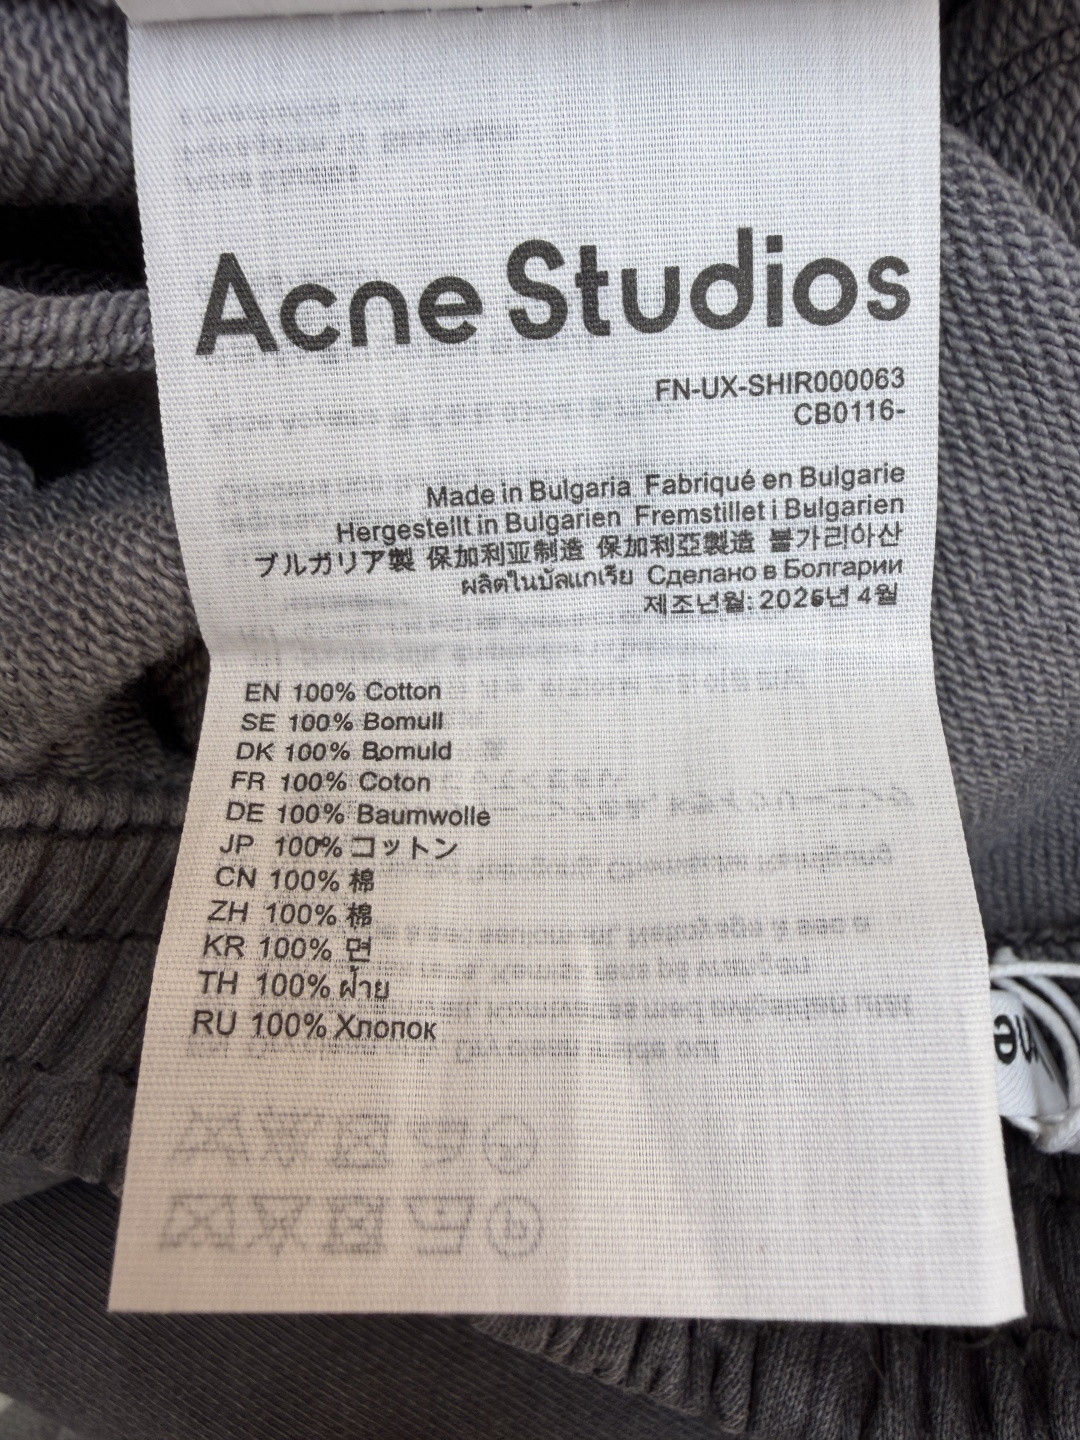 Acne Studios
FN-UX-SHIR000063
CB0116-
Made in Bulgaria Fabriqué en Bulgarie
Hergestellt in Bulgarien Fremstillet i Bulgarien
ブルガリア製 保加利亚制造 保加利亞製造 불가리아산
ผลิตในบัลแกเรีย Сделано в Болгарии
제조년월: 2025년 4월
EN 100% Cotton
SE 100% Bomull
DK 100% Bomuld
FR 100% Coton
DE 100% Baumwolle
JP 100% コットン
CN 100% 棉
ZH 100% 棉
KR 100% 면
TH 100% ฝ้าย
RU 100% Хлопок